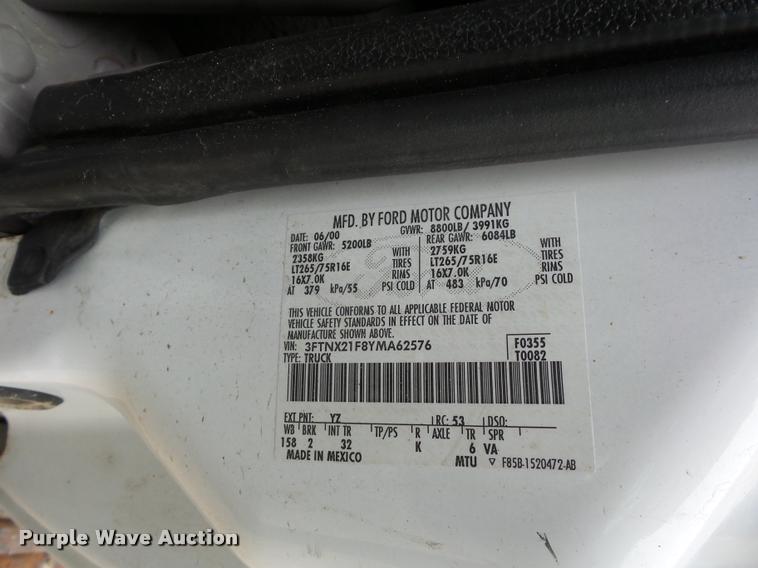 MFD. BY FORD MOTOR COMPANY
DATE: 06/00 GVWR: 8800LB/ 3991KG
FRONT GAWR: 5200LB REAR GAWR: 6084LB
2358KG WITH 2759KG WITH
LT265/75R16E TIRES LT265/75R16E TIRES
16X7.0K RIMS 16X7.0K RIMS
AT 379 kPa/55 PSI COLD AT 483 kPa/70 PSI COLD
THIS VEHICLE CONFORMS TO ALL APPLICABLE FEDERAL MOTOR
VEHICLE SAFETY STANDARDS IN EFFECT ON THE DATE OF
MANUFACTURE SHOWN ABOVE.
VIN: 3FTNX21F8YMA62576 F0355
TYPE: TRUCK T0082
EXT PNT: YZ RC: 53 DSO:
WB BRK INT TR TP/PS R AXLE TR SPR
158 2 32 K 6 VA
MADE IN MEXICO MTU F85B-1520472-AB
Purple Wave Auction